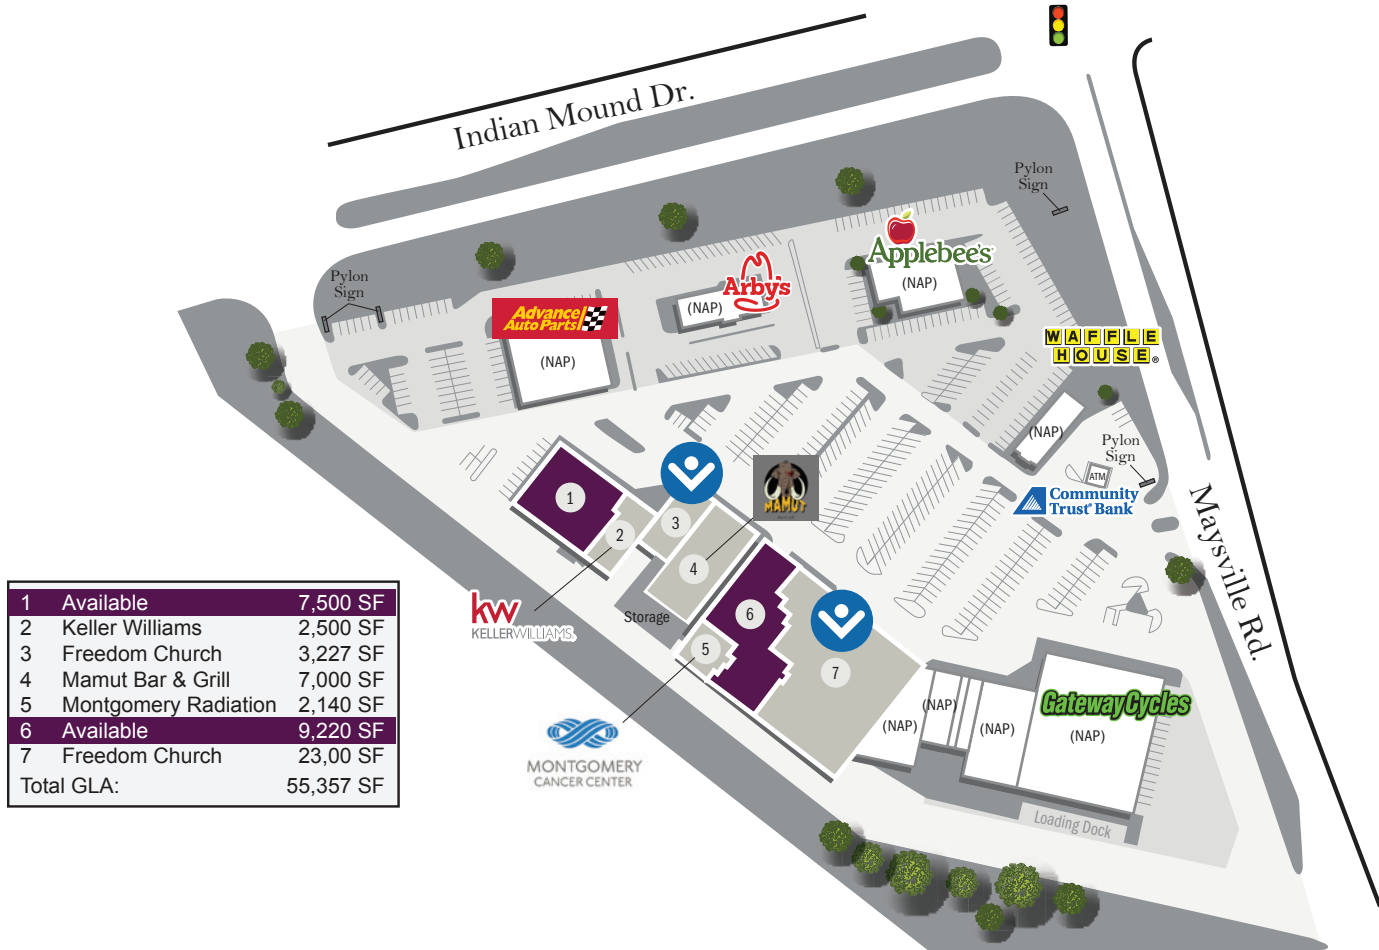 Indian Mound Dr.
Pylon
Sign
Applebee's
(NAP)
Pylon
Sign
Arby's
(NAP)
Advance
Auto Parts
(NAP)
WAFFLE
HOUSE®
(NAP)
Pylon
Sign
ATM
Community
Trust Bank
Maysville Rd.
MAMUT
1
2
3
4
5
6
7
Storage
kw
KELLERWILLIAMS.
MONTGOMERY
CANCER CENTER
(NAP)
(NAP)
(NAP)
GatewayCycles
(NAP)
Loading Dock
1 Available 7,500 SF
2 Keller Williams 2,500 SF
3 Freedom Church 3,227 SF
4 Mamut Bar & Grill 7,000 SF
5 Montgomery Radiation 2,140 SF
6 Available 9,220 SF
7 Freedom Church 23,00 SF
Total GLA: 55,357 SF